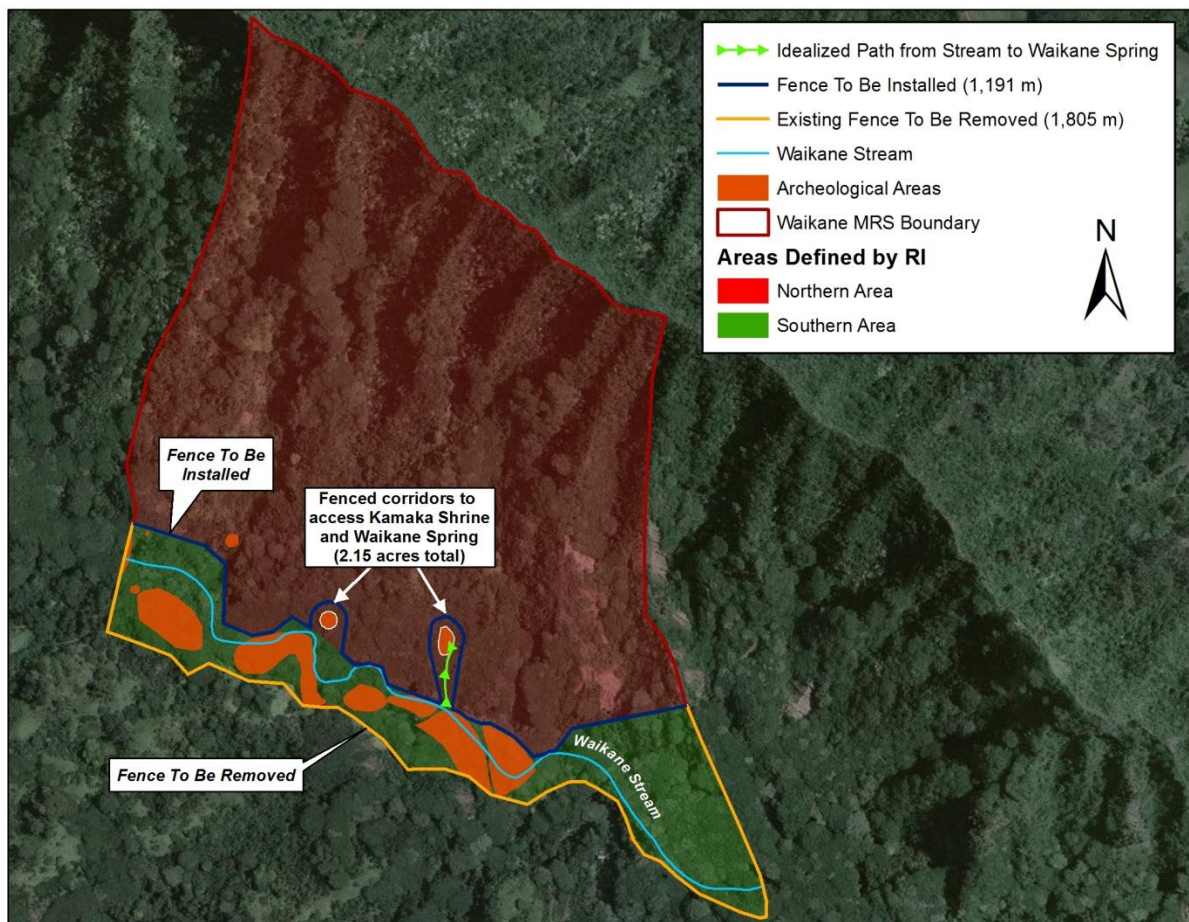 Idealized Path from Stream to Waikane Spring
Fence To Be Installed (1,191 m)
Existing Fence To Be Removed (1,805 m)
Waikane Stream
Archeological Areas
Waikane MRS Boundary
Areas Defined by RI
Northern Area
Southern Area
N
Fence To Be
Installed
Fenced corridors to
access Kamaka Shrine
and Waikane Spring
(2.15 acres total)
Fence To Be Removed
Waikane Stream